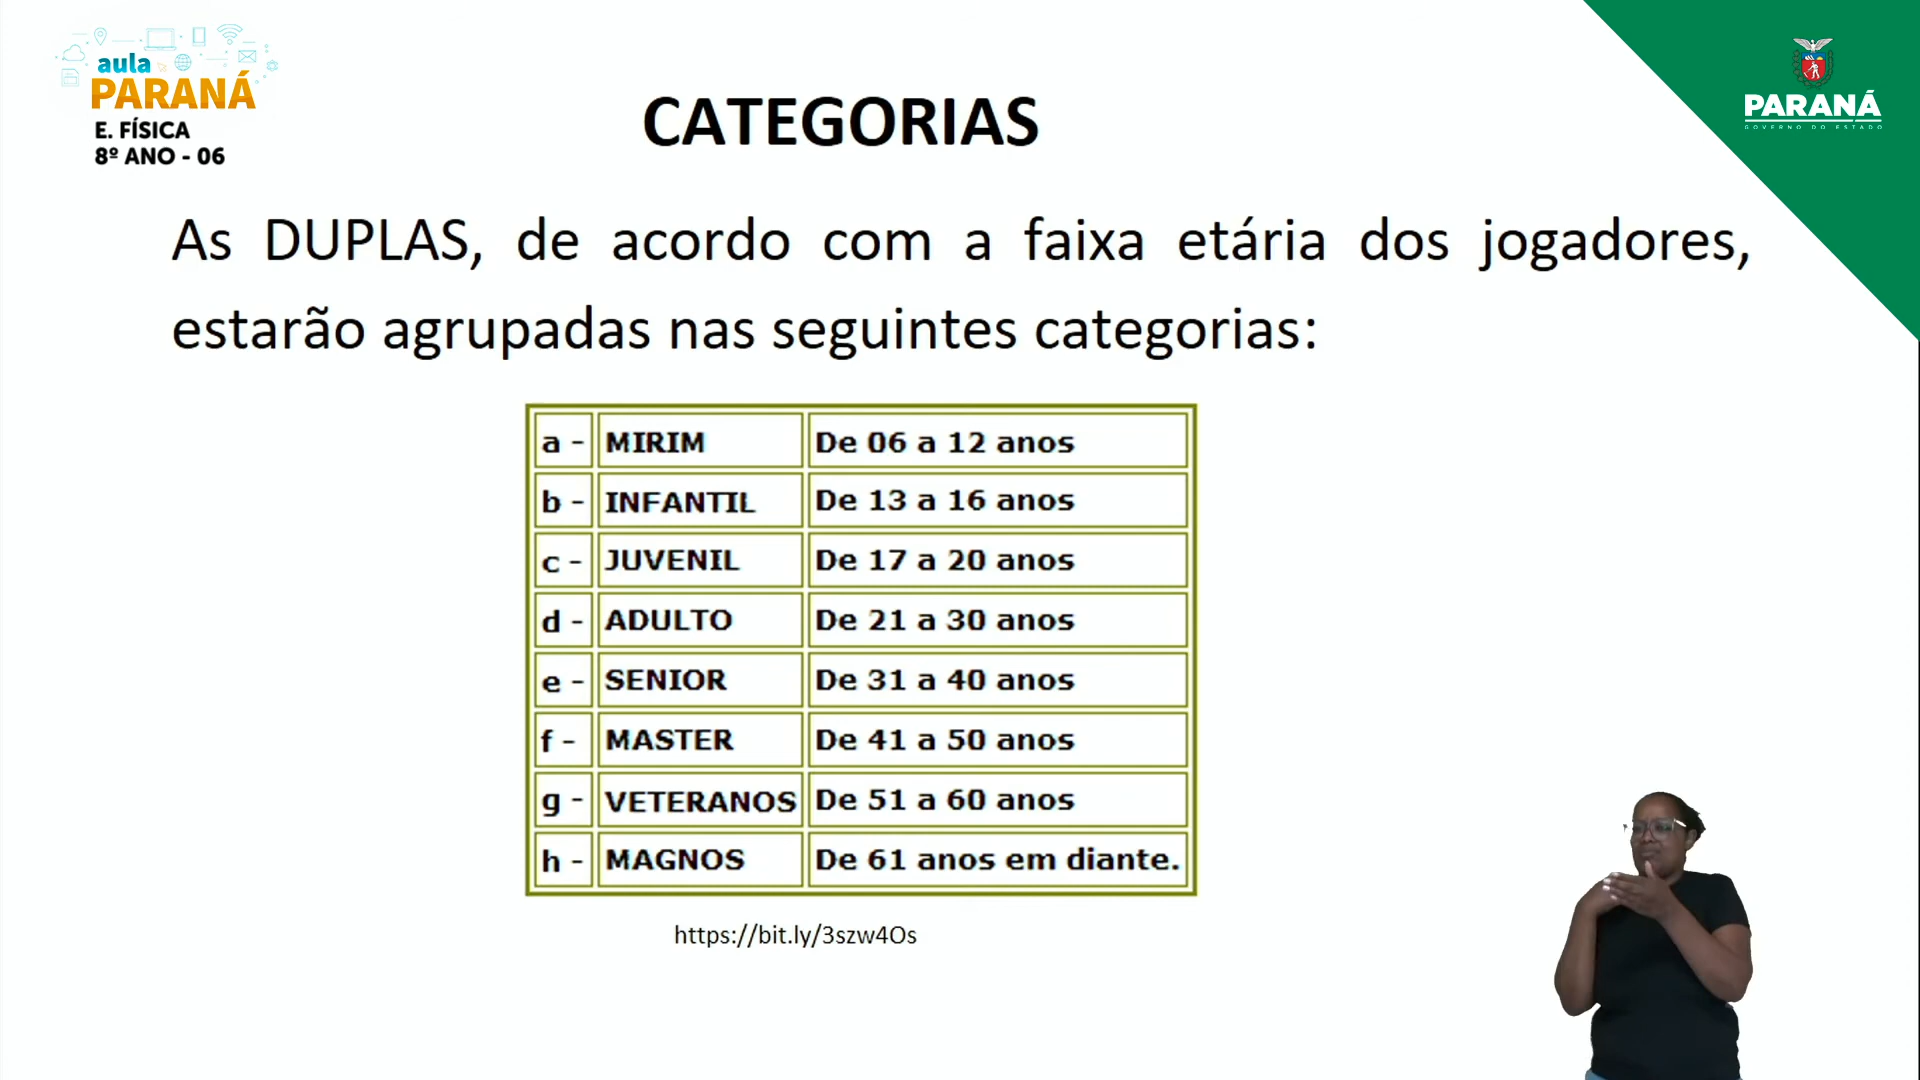 aula
PARANÁ
E. FÍSICA
8º ANO - 06
PARANÁ
GOVERNO DO ESTADO
CATEGORIAS
As DUPLAS, de acordo com a faixa etária dos jogadores,
estarão agrupadas nas seguintes categorias:
a - MIRIM De 06 a 12 anos
b - INFANTIL De 13 a 16 anos
c - JUVENIL De 17 a 20 anos
d - ADULTO De 21 a 30 anos
e - SENIOR De 31 a 40 anos
f - MASTER De 41 a 50 anos
g - VETERANOS De 51 a 60 anos
h - MAGNOS De 61 anos em diante.
https://bit.ly/3szw4Os